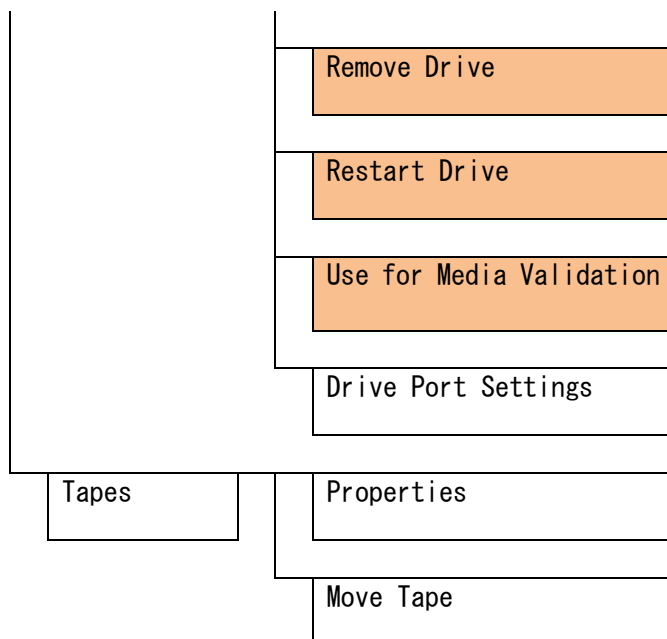 Remove Drive
Restart Drive
Use for Media Validation
Drive Port Settings
Tapes
Properties
Move Tape